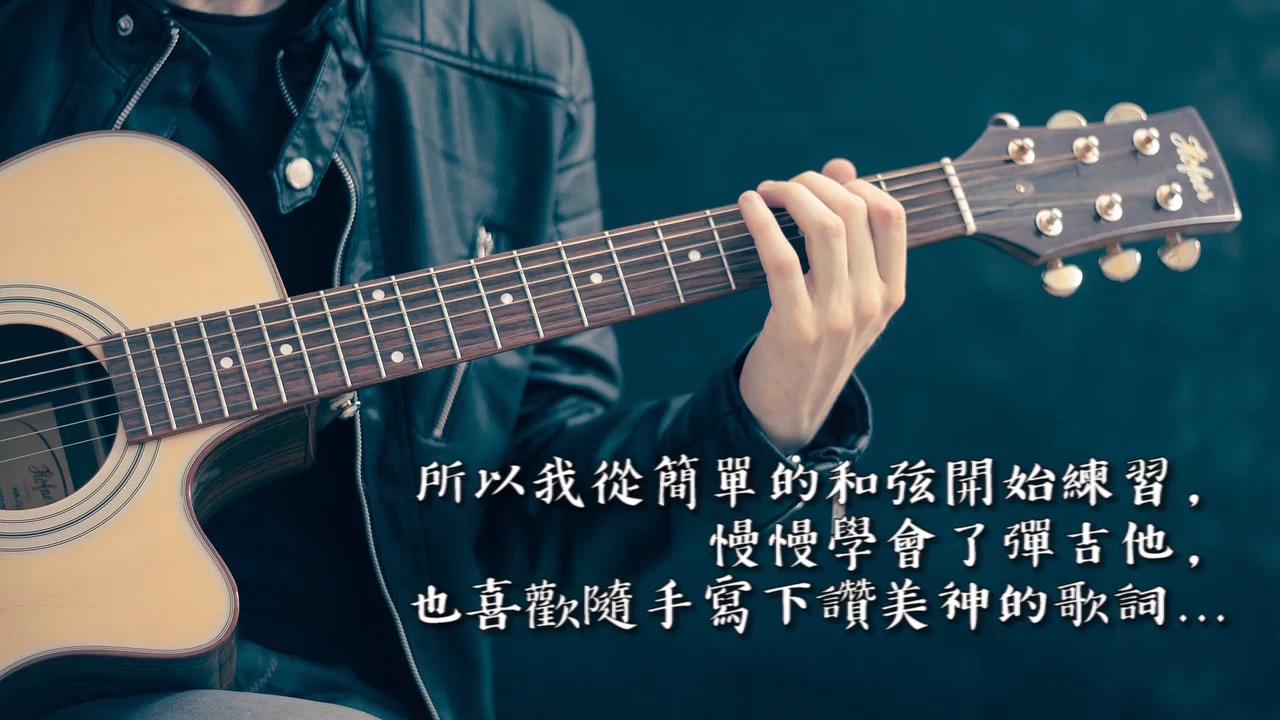 Hofner
所以我從簡單的和弦開始練習，
慢慢學會了彈吉他，
也喜歡隨手寫下讚美神的歌詞...